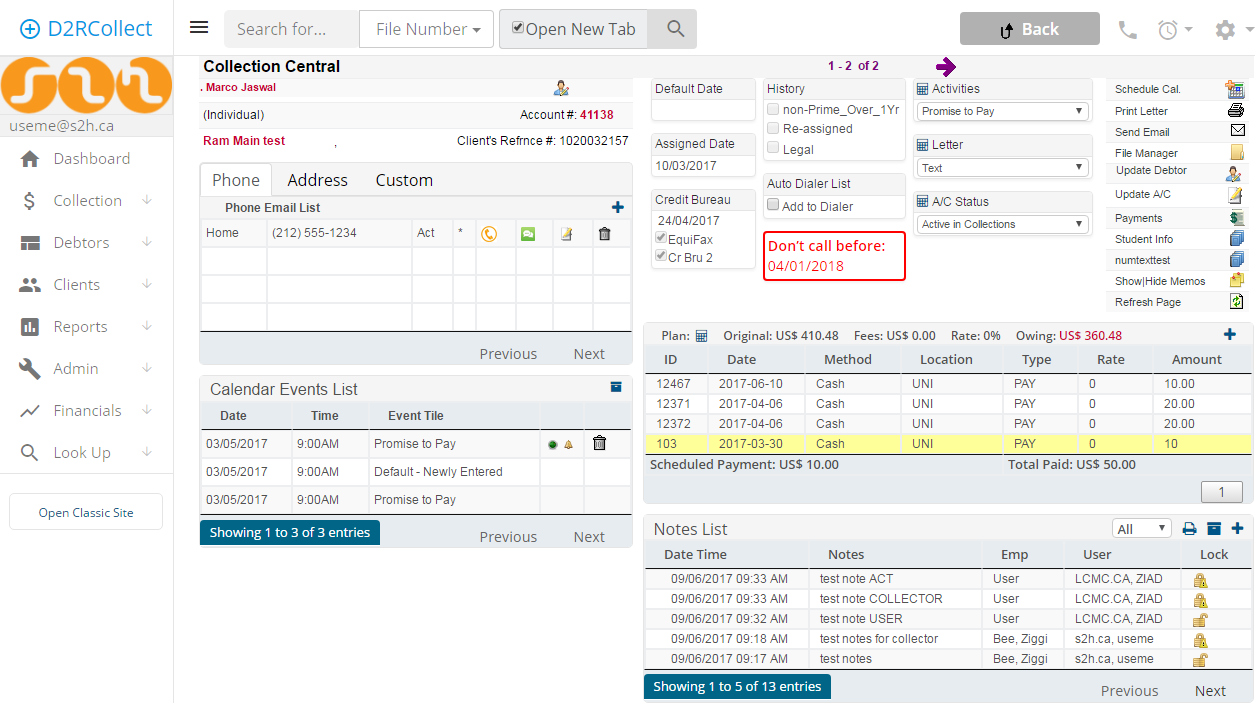 D2RCollect
Search for...
File Number
Open New Tab
Back
useme@s2h.ca
Dashboard
Collection
Debtors
Clients
Reports
Admin
Financials
Look Up
Open Classic Site
Collection Central
1 - 2 of 2
. Marco Jaswal
(Individual)
Account #: 41138
Ram Main test
,
Client's Refrnce #: 1020032157
Phone Address Custom
Phone Email List
Home (212) 555-1234 Act *
Previous Next
Calendar Events List
Date Time Event Tile
03/05/2017 9:00AM Promise to Pay
03/05/2017 9:00AM Default - Newly Entered
03/05/2017 9:00AM Promise to Pay
Showing 1 to 3 of 3 entries
Previous Next
Default Date
Assigned Date
10/03/2017
Credit Bureau
24/04/2017
EquiFax
Cr Bru 2
History
non-Prime_Over_1Yr
Re-assigned
Legal
Auto Dialer List
Add to Dialer
Don't call before:
04/01/2018
Activities
Promise to Pay
Letter
Text
A/C Status
Active in Collections
Schedule Cal.
Print Letter
Send Email
File Manager
Update Debtor
Update A/C
Payments
Student Info
numtexttest
Show|Hide Memos
Refresh Page
Plan: Original: US$ 410.48 Fees: US$ 0.00 Rate: 0% Owing: US$ 360.48
ID Date Method Location Type Rate Amount
12467 2017-06-10 Cash UNI PAY 0 10.00
12371 2017-04-06 Cash UNI PAY 0 20.00
12372 2017-04-06 Cash UNI PAY 0 20.00
103 2017-03-30 Cash UNI PAY 0 10
Scheduled Payment: US$ 10.00 Total Paid: US$ 50.00
1
Notes List
All
Date Time Notes Emp User Lock
09/06/2017 09:33 AM test note ACT User LCMC.CA, ZIAD
09/06/2017 09:33 AM test note COLLECTOR User LCMC.CA, ZIAD
09/06/2017 09:32 AM test note USER User LCMC.CA, ZIAD
09/06/2017 09:18 AM test notes for collector Bee, Ziggi s2h.ca, useme
09/06/2017 09:17 AM test notes Bee, Ziggi s2h.ca, useme
Showing 1 to 5 of 13 entries
Previous Next